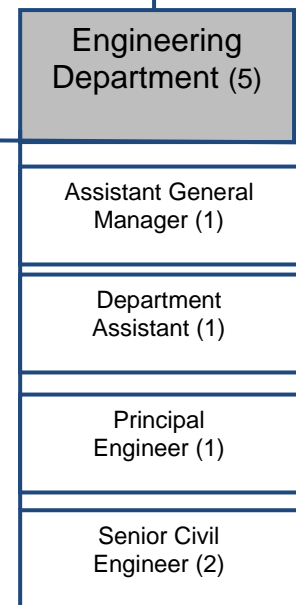 Engineering
Department (5)
Assistant General
Manager (1)
Department
Assistant (1)
Principal
Engineer (1)
Senior Civil
Engineer (2)